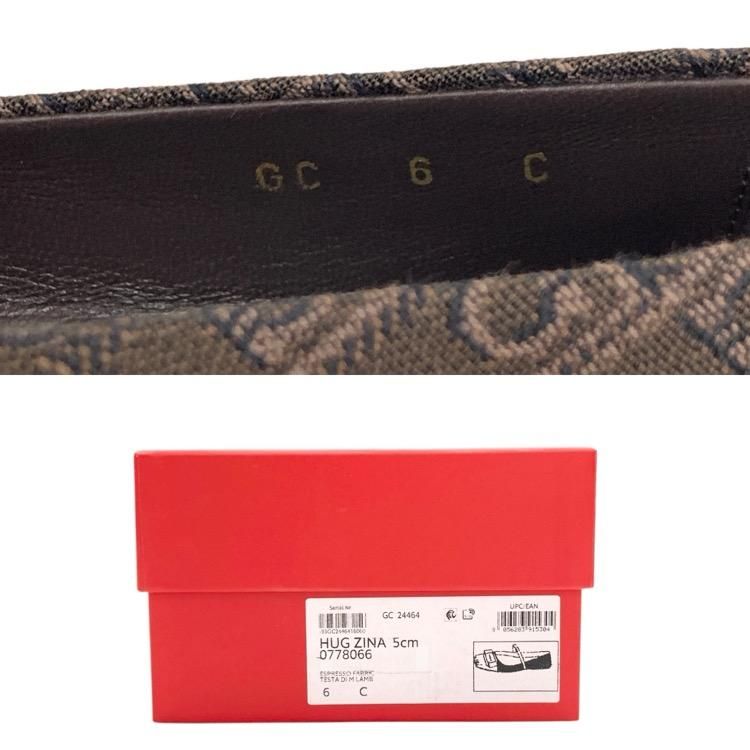 GC 6 C
Serial Nr
GC 24464
UPC/EAN
HUG ZINA 5cm
0778066
ESPRESSO FABRIC
TESTA DI M LAMB
6 C